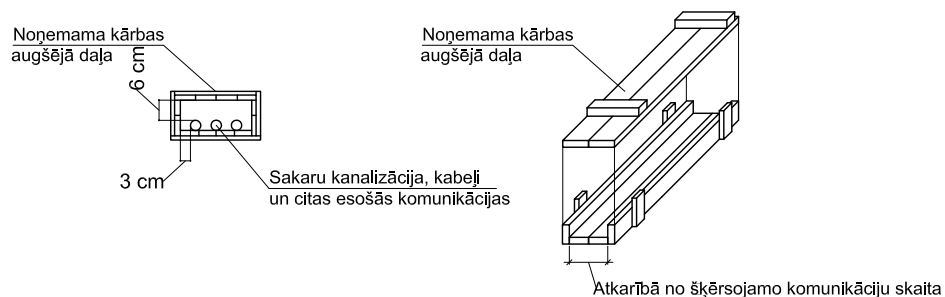 Noņemama kārbas
augšējā daļa
6 cm
3 cm
Sakaru kanalizācija, kabeļi
un citas esošās komunikācijas
Noņemama kārbas
augšējā daļa
Atkarībā no šķērsojamo komunikāciju skaita